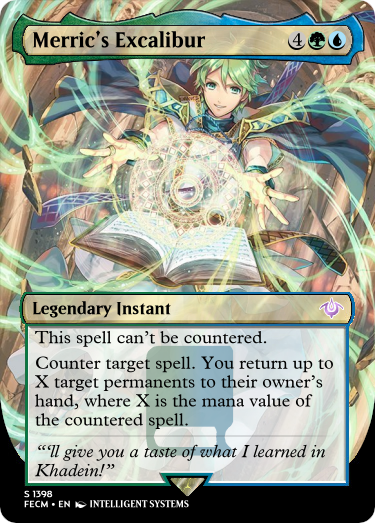 Merric's Excalibur 4
Legendary Instant
This spell can't be countered.
Counter target spell. You return up to
X target permanents to their owner's
hand, where X is the mana value of
the countered spell.
“‘ll give you a taste of what I learned in
Khadein!”
S 1398
FECM • EN INTELLIGENT SYSTEMS